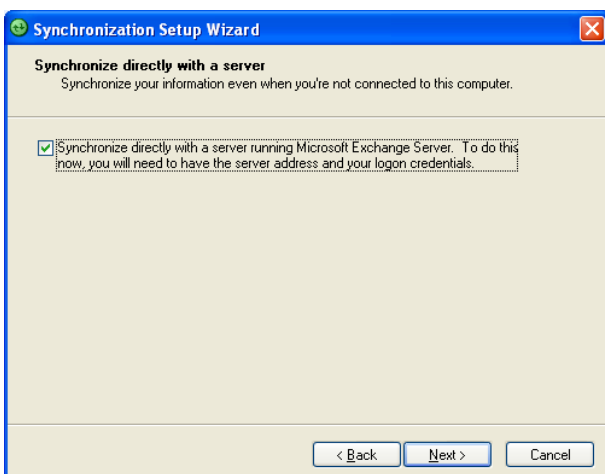 Synchronization Setup Wizard
Synchronize directly with a server
Synchronize your information even when you're not connected to this computer.
Synchronize directly with a server running Microsoft Exchange Server. To do this
now, you will need to have the server address and your logon credentials.
< Back
Next >
Cancel